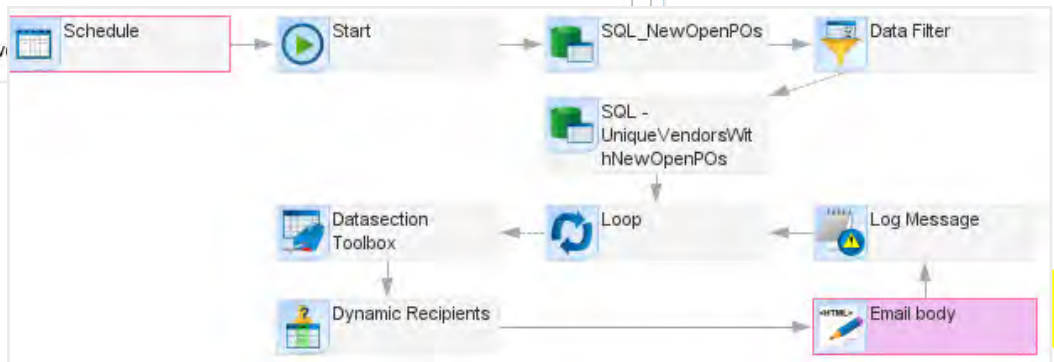 Schedule
Start
SQL_NewOpenPOs
Data Filter
SQL -
UniqueVendorsWit
hNewOpenPOs
Datasection
Toolbox
Loop
Log Message
Dynamic Recipients
Email body